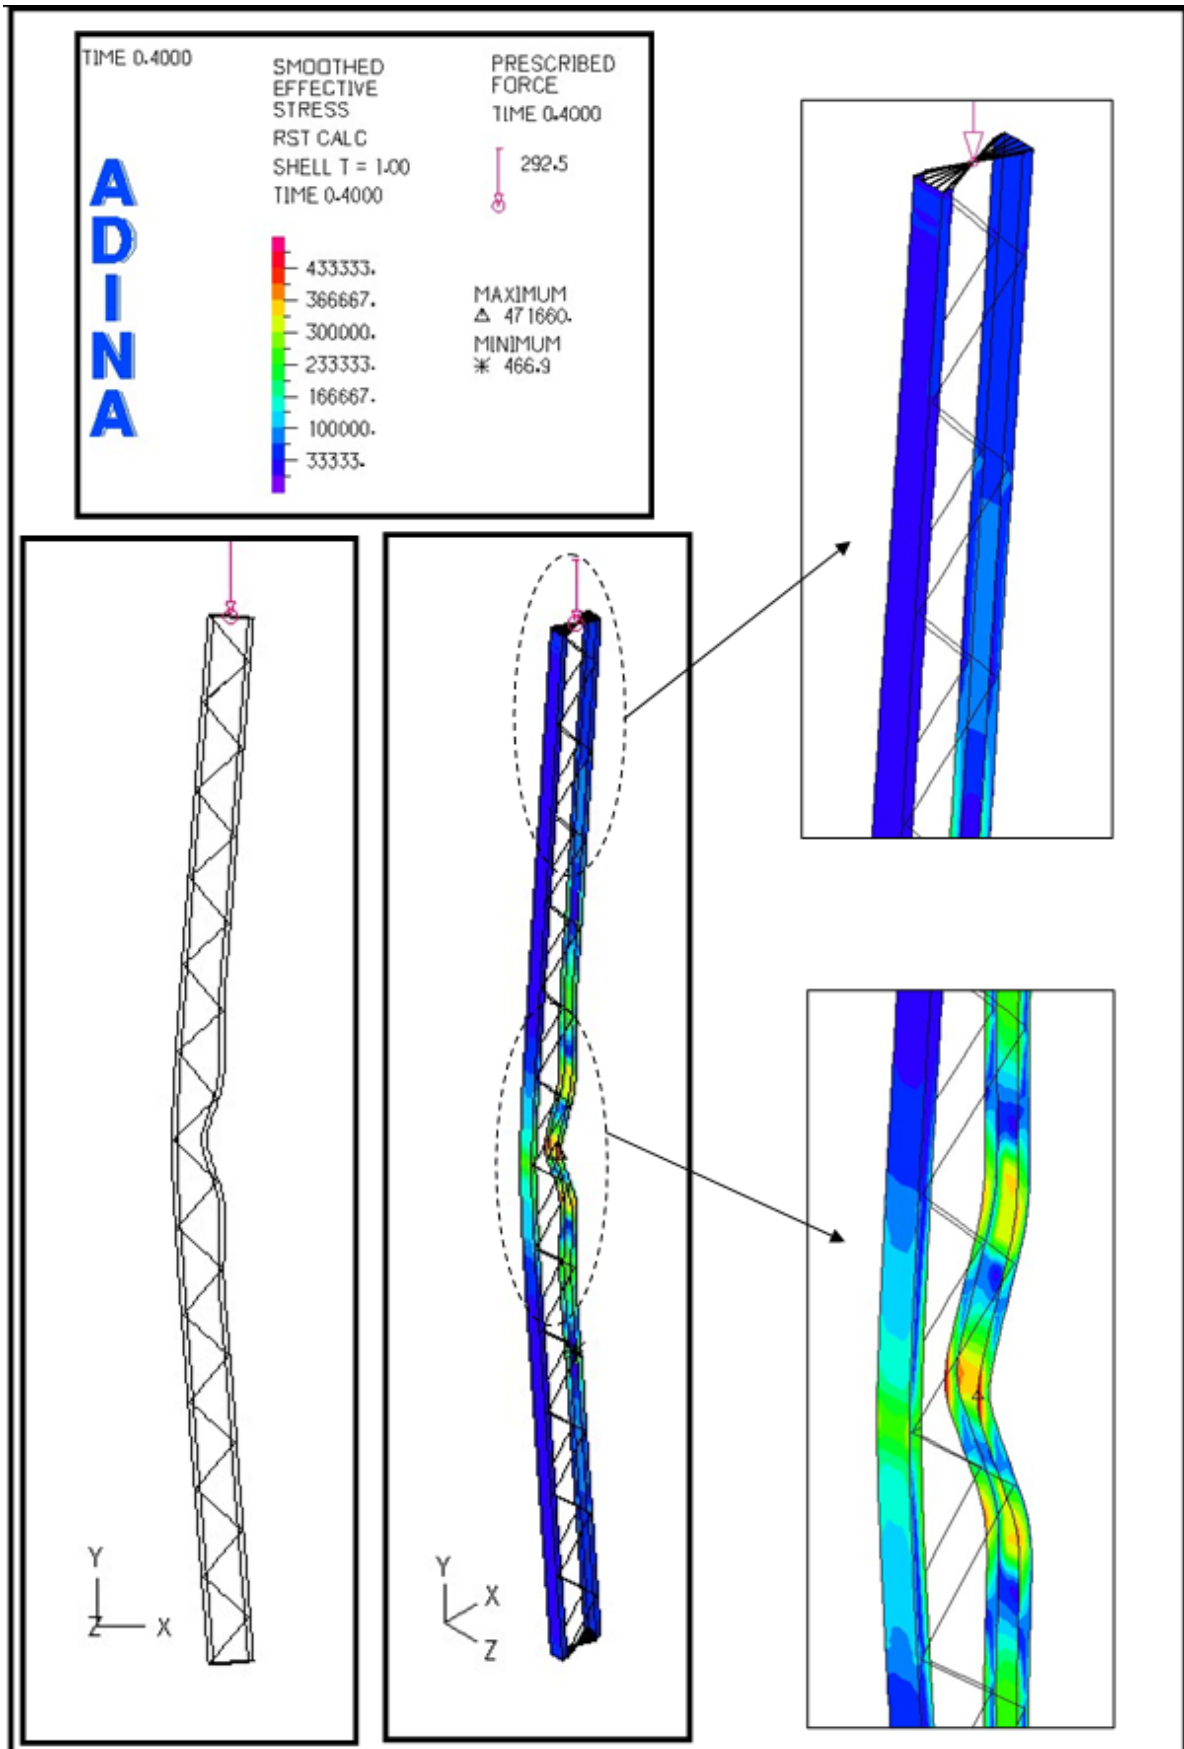 TIME 0.4000
ADINA
SMOOTHED
EFFECTIVE
STRESS
RST CALC
SHELL T = 1.00
TIME 0.4000
433333.
366667.
300000.
233333.
166667.
100000.
33333.
PRESCRIBED
FORCE
TIME 0.4000
292.5
MAXIMUM
△ 471660.
MINIMUM
✳ 466.9
Y
Z X
Y
X
Z